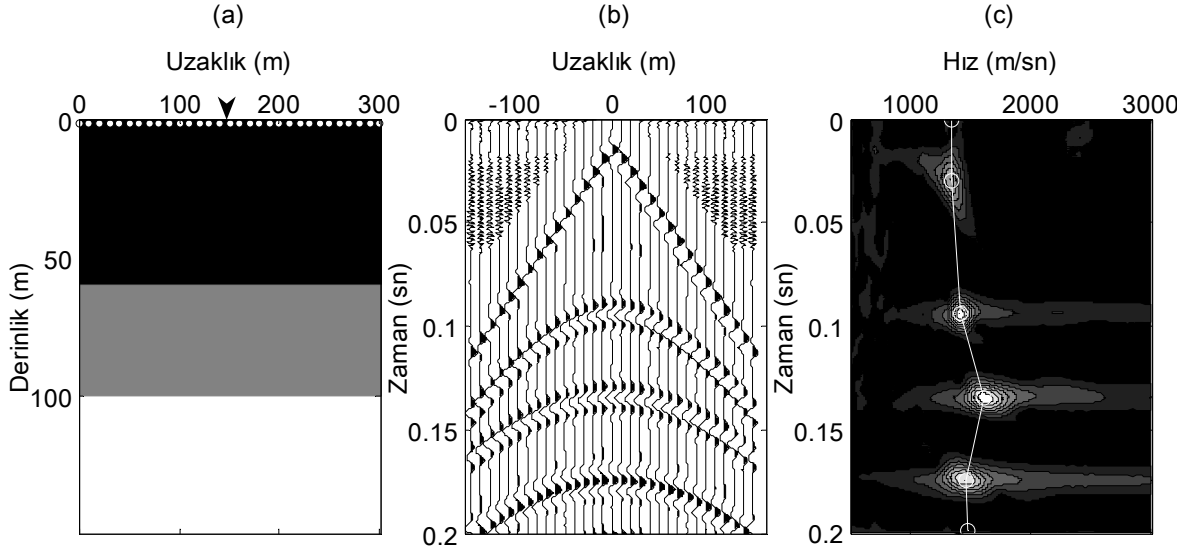 (a)
(b)
(c)
Uzaklık (m)
Uzaklık (m)
Hız (m/sn)
0 100 200 300
-100 0 100
1000 2000 3000
Derinlik (m)
0
50
100
Zaman (sn)
0
0.05
0.1
0.15
0.2
Zaman (sn)
0
0.05
0.1
0.15
0.2